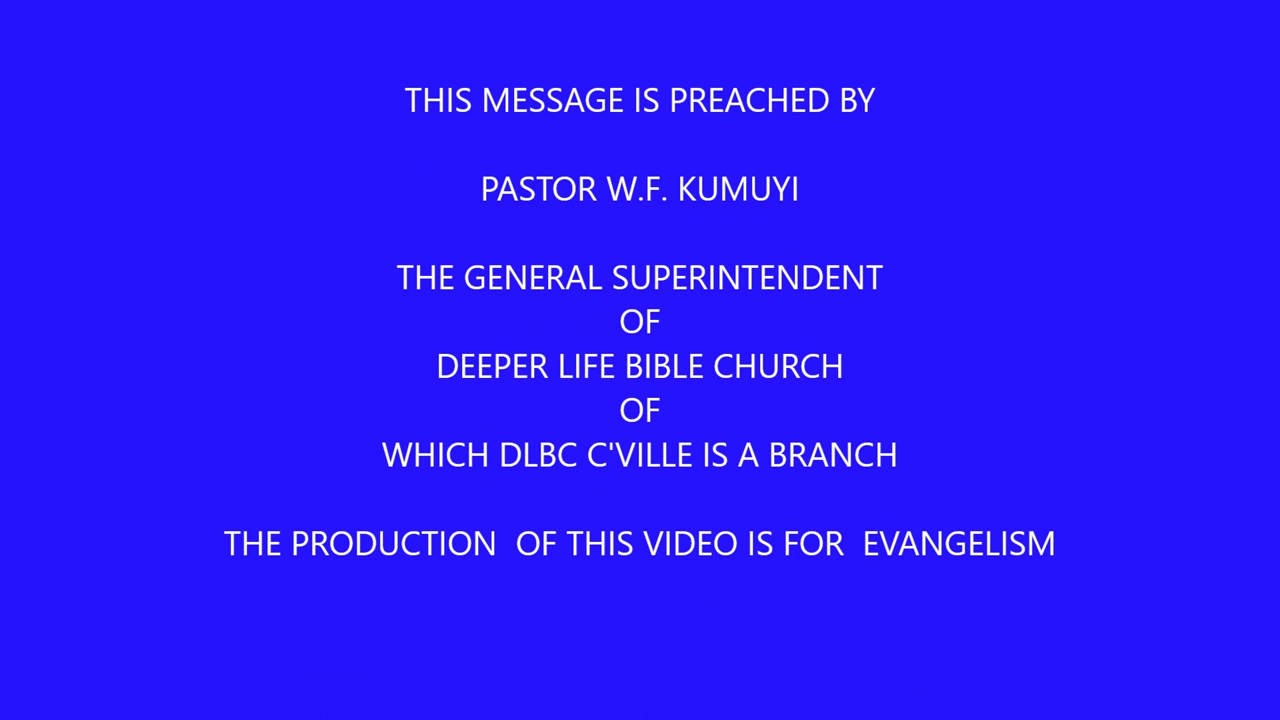 THIS MESSAGE IS PREACHED BY
PASTOR W.F. KUMUYI
THE GENERAL SUPERINTENDENT
OF
DEEPER LIFE BIBLE CHURCH
OF
WHICH DLBC C'VILLE IS A BRANCH
THE PRODUCTION  OF THIS VIDEO IS FOR  EVANGELISM